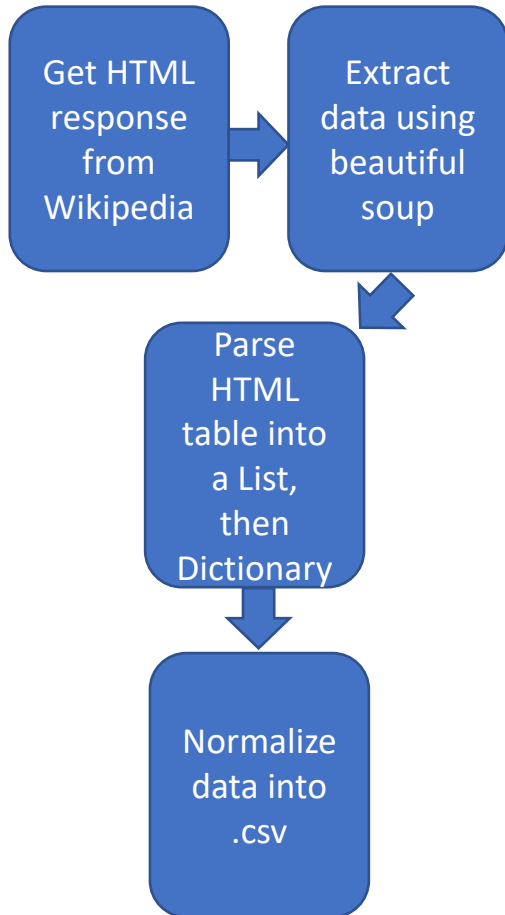 Get HTML
response
from
Wikipedia
Extract
data using
beautiful
soup
Parse
HTML
table into
a List,
then
Dictionary
Normalize
data into
.csv